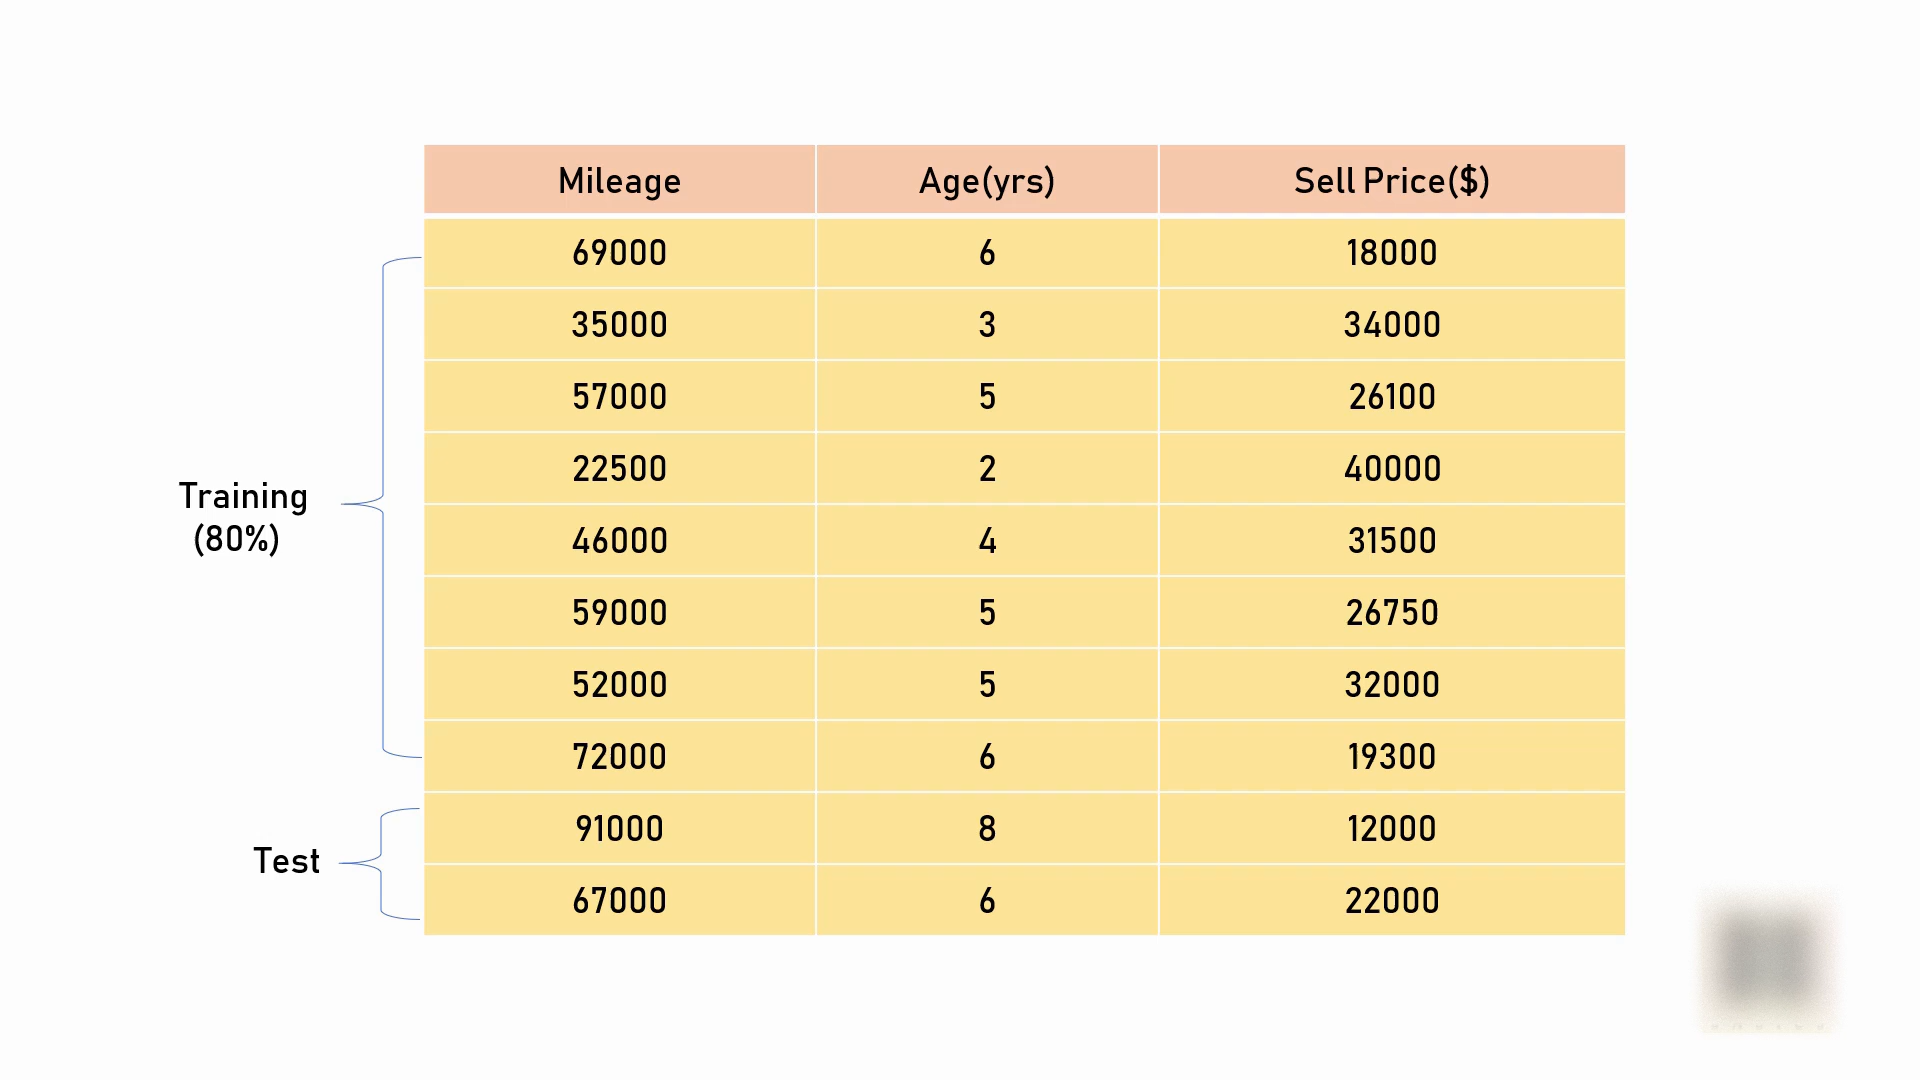 Mileage Age(yrs) Sell Price($)
69000 6 18000
35000 3 34000
57000 5 26100
22500 2 40000
46000 4 31500
59000 5 26750
52000 5 32000
72000 6 19300
91000 8 12000
67000 6 22000
Training
(80%)
Test